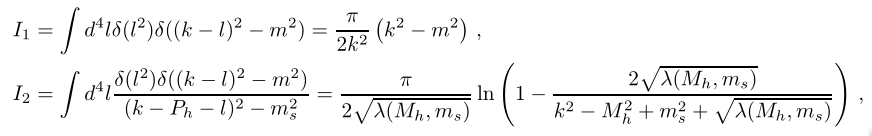 $I_1 = \int d^4l\delta(l^2)\delta((k-l)^2-m^2) = \frac{\pi}{2k^2}\left(k^2-m^2\right)\ ,$
$I_2 = \int d^4l\frac{\delta(l^2)\delta((k-l)^2-m^2)}{(k-P_h-l)^2-m_s^2} = \frac{\pi}{2\sqrt{\lambda(M_h,m_s)}}\ln\left(1-\frac{2\sqrt{\lambda(M_h,m_s)}}{k^2-M_h^2+m_s^2+\sqrt{\lambda(M_h,m_s)}}\right)\ ,$